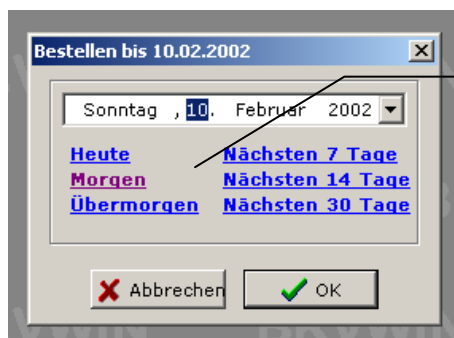 Bestellen bis 10.02.2002
Sonntag , 10. Februar 2002
Heute Nächsten 7 Tage
Morgen Nächsten 14 Tage
Übermorgen Nächsten 30 Tage
Abbrechen OK